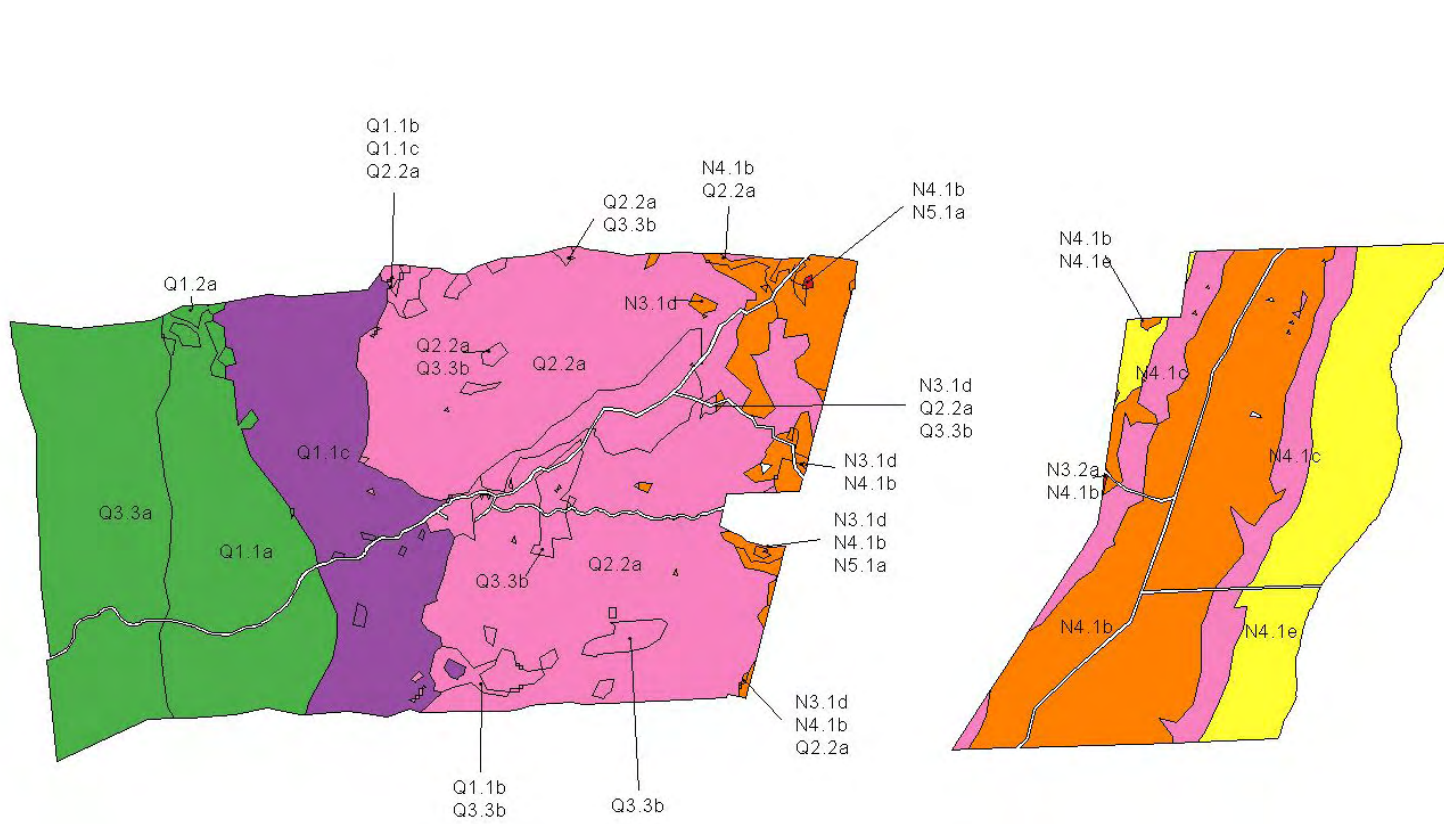 Q1.1b
Q1.1c
Q2.2a
N4.1b
Q2.2a
N4.1b
N5.1a
Q2.2a
Q3.3b
N4.1b
N4.1e
Q1.2a
N3.1d
Q2.2a
Q3.3b
Q2.2a
N4.1c
N3.1d
Q2.2a
Q3.3b
Q1.1c
N4.1c
N3.1d
N4.1b
N3.2a
N4.1b
Q3.3a
Q1.1a
N3.1d
N4.1b
N5.1a
Q3.3b
Q2.2a
N4.1b
N4.1e
N3.1d
N4.1b
Q2.2a
Q1.1b
Q3.3b
Q3.3b